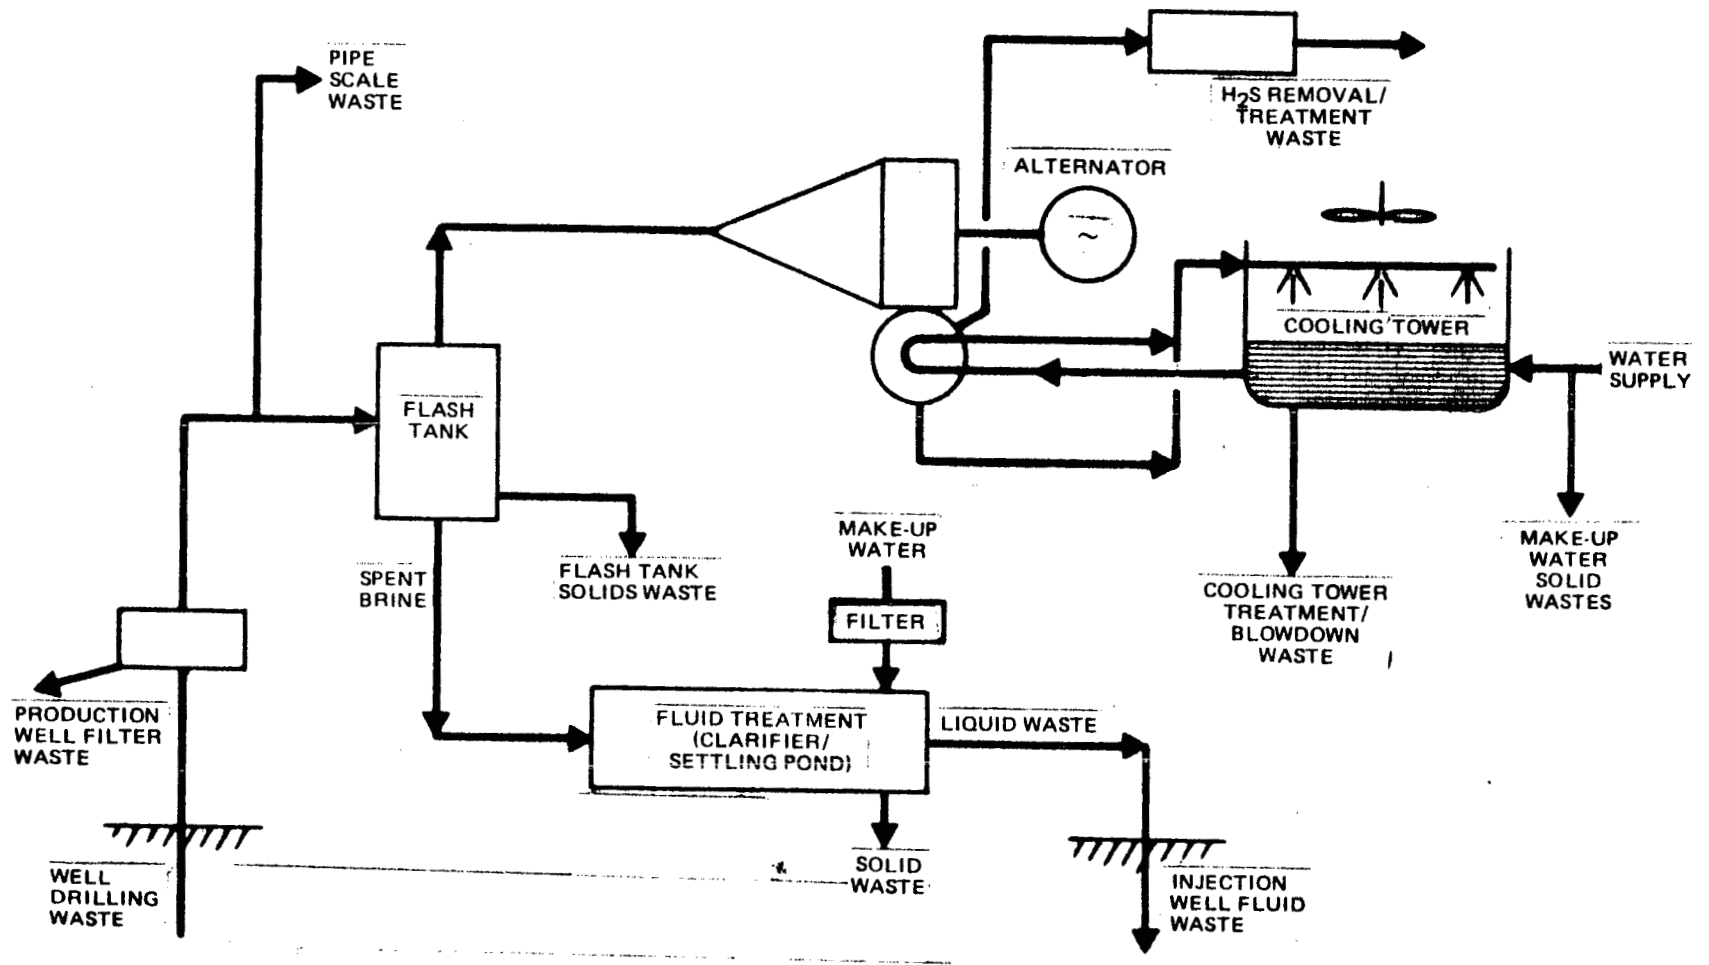 PIPE
SCALE
WASTE
H2S REMOVAL/
TREATMENT
WASTE
ALTERNATOR
~
COOLING TOWER
WATER
SUPPLY
FLASH
TANK
MAKE-UP
WATER
SOLID
WASTES
MAKE-UP
WATER
FLASH TANK
SOLIDS WASTE
SPENT
BRINE
COOLING TOWER
TREATMENT/
BLOWDOWN
WASTE
FILTER
PRODUCTION
WELL FILTER
WASTE
FLUID TREATMENT
(CLARIFIER/
SETTLING POND)
LIQUID WASTE
SOLID
WASTE
WELL
DRILLING
WASTE
INJECTION
WELL FLUID
WASTE